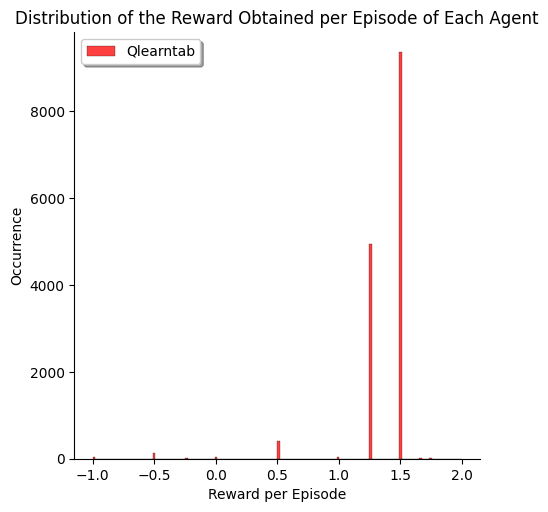 Distribution of the Reward Obtained per Episode of Each Agent
Qlearntab
Occurrence
8000
6000
4000
2000
0
−1.0 −0.5 0.0 0.5 1.0 1.5 2.0
Reward per Episode